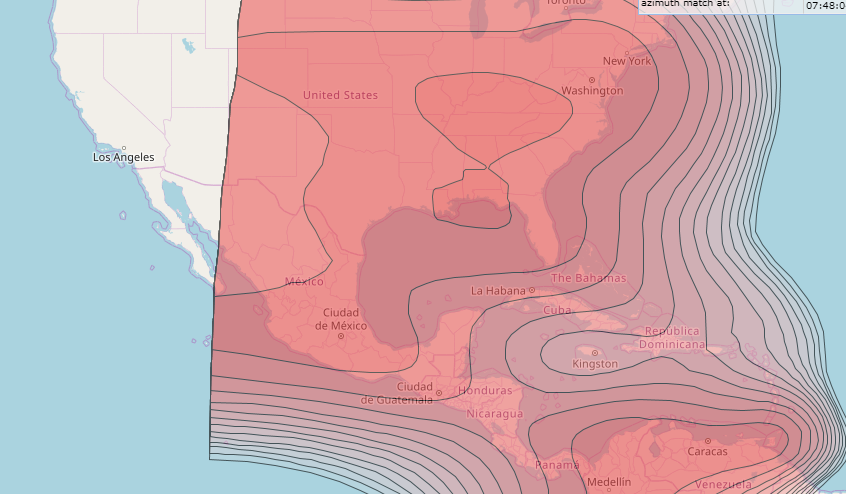 Toronto
azimuth match at:
07:48:0
New York
Washington
United States
Los Angeles
México
The Bahamas
La Habana
Cuba
Ciudad
de México
República
Dominicana
Kingston
Ciudad
de Guatemala
Honduras
Nicaragua
Caracas
Panamá
Medellín
Venezuela